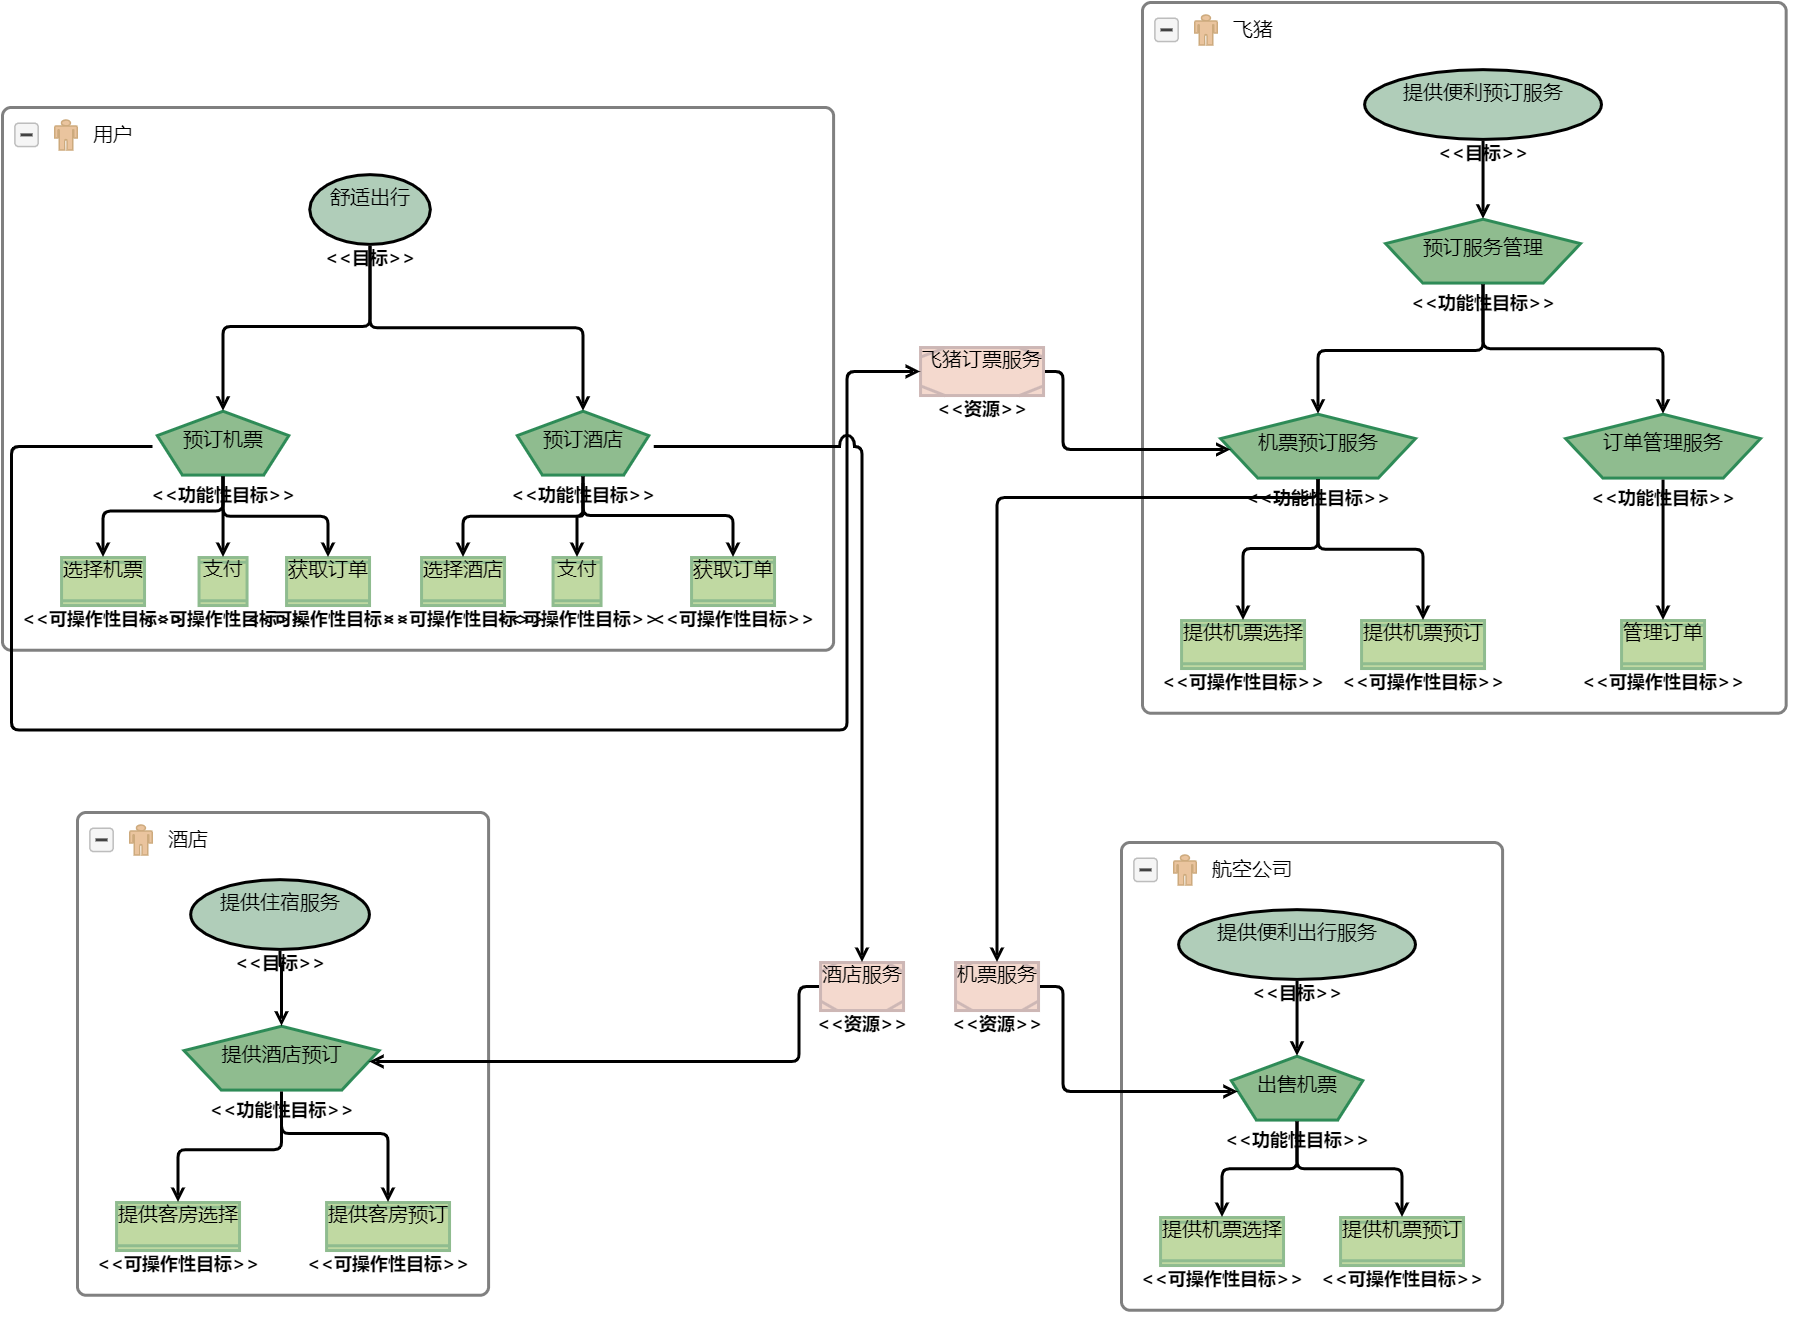 用户
舒适出行
<<目标>>
预订机票
<<功能性目标>>
预订酒店
<<功能性目标>>
选择机票
<<可操作性目标>>
支付
<<可操作性目标>>
获取订单
<<可操作性目标>>
选择酒店
<<可操作性目标>>
支付
<<可操作性目标>>
获取订单
<<可操作性目标>>
飞猪订票服务
<<资源>>
飞猪
提供便利预订服务
<<目标>>
预订服务管理
<<功能性目标>>
机票预订服务
<<功能性目标>>
订单管理服务
<<功能性目标>>
提供机票选择
<<可操作性目标>>
提供机票预订
<<可操作性目标>>
管理订单
<<可操作性目标>>
酒店
提供住宿服务
<<目标>>
提供酒店预订
<<功能性目标>>
提供客房选择
<<可操作性目标>>
提供客房预订
<<可操作性目标>>
酒店服务
<<资源>>
机票服务
<<资源>>
航空公司
提供便利出行服务
<<目标>>
出售机票
<<功能性目标>>
提供机票选择
<<可操作性目标>>
提供机票预订
<<可操作性目标>>